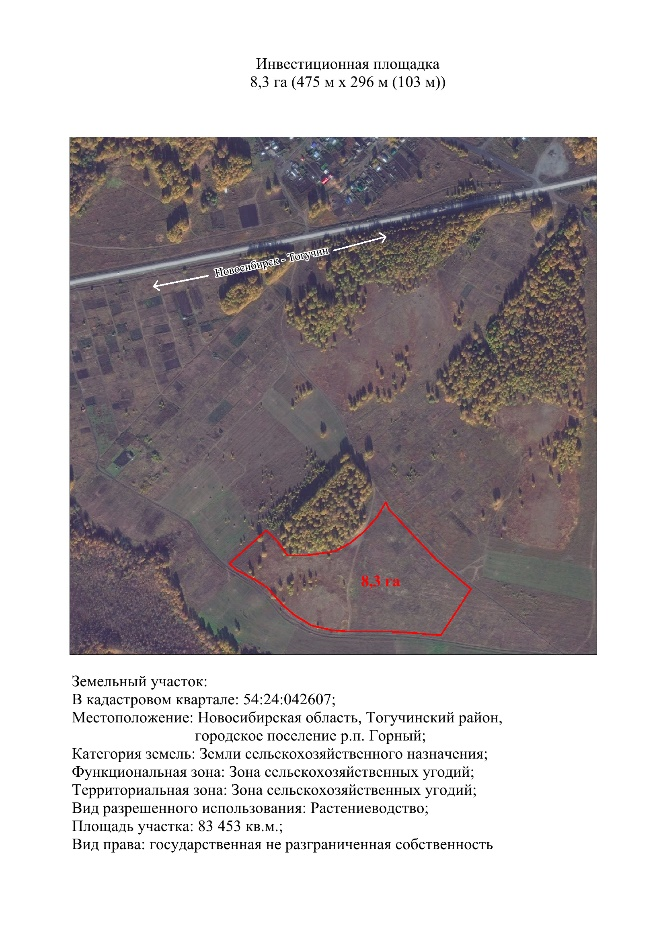 Инвестиционная площадка
8,3 га (475 м х 296 м (103 м))
Новосибирск - Тогучин
8,3 га
Земельный участок:
В кадастровом квартале: 54:24:042607;
Местоположение: Новосибирская область, Тогучинский район,
городское поселение р.п. Горный;
Категория земель: Земли сельскохозяйственного назначения;
Функциональная зона: Зона сельскохозяйственных угодий;
Территориальная зона: Зона сельскохозяйственных угодий;
Вид разрешенного использования: Растениеводство;
Площадь участка: 83 453 кв.м.;
Вид права: государственная не разграниченная собственность